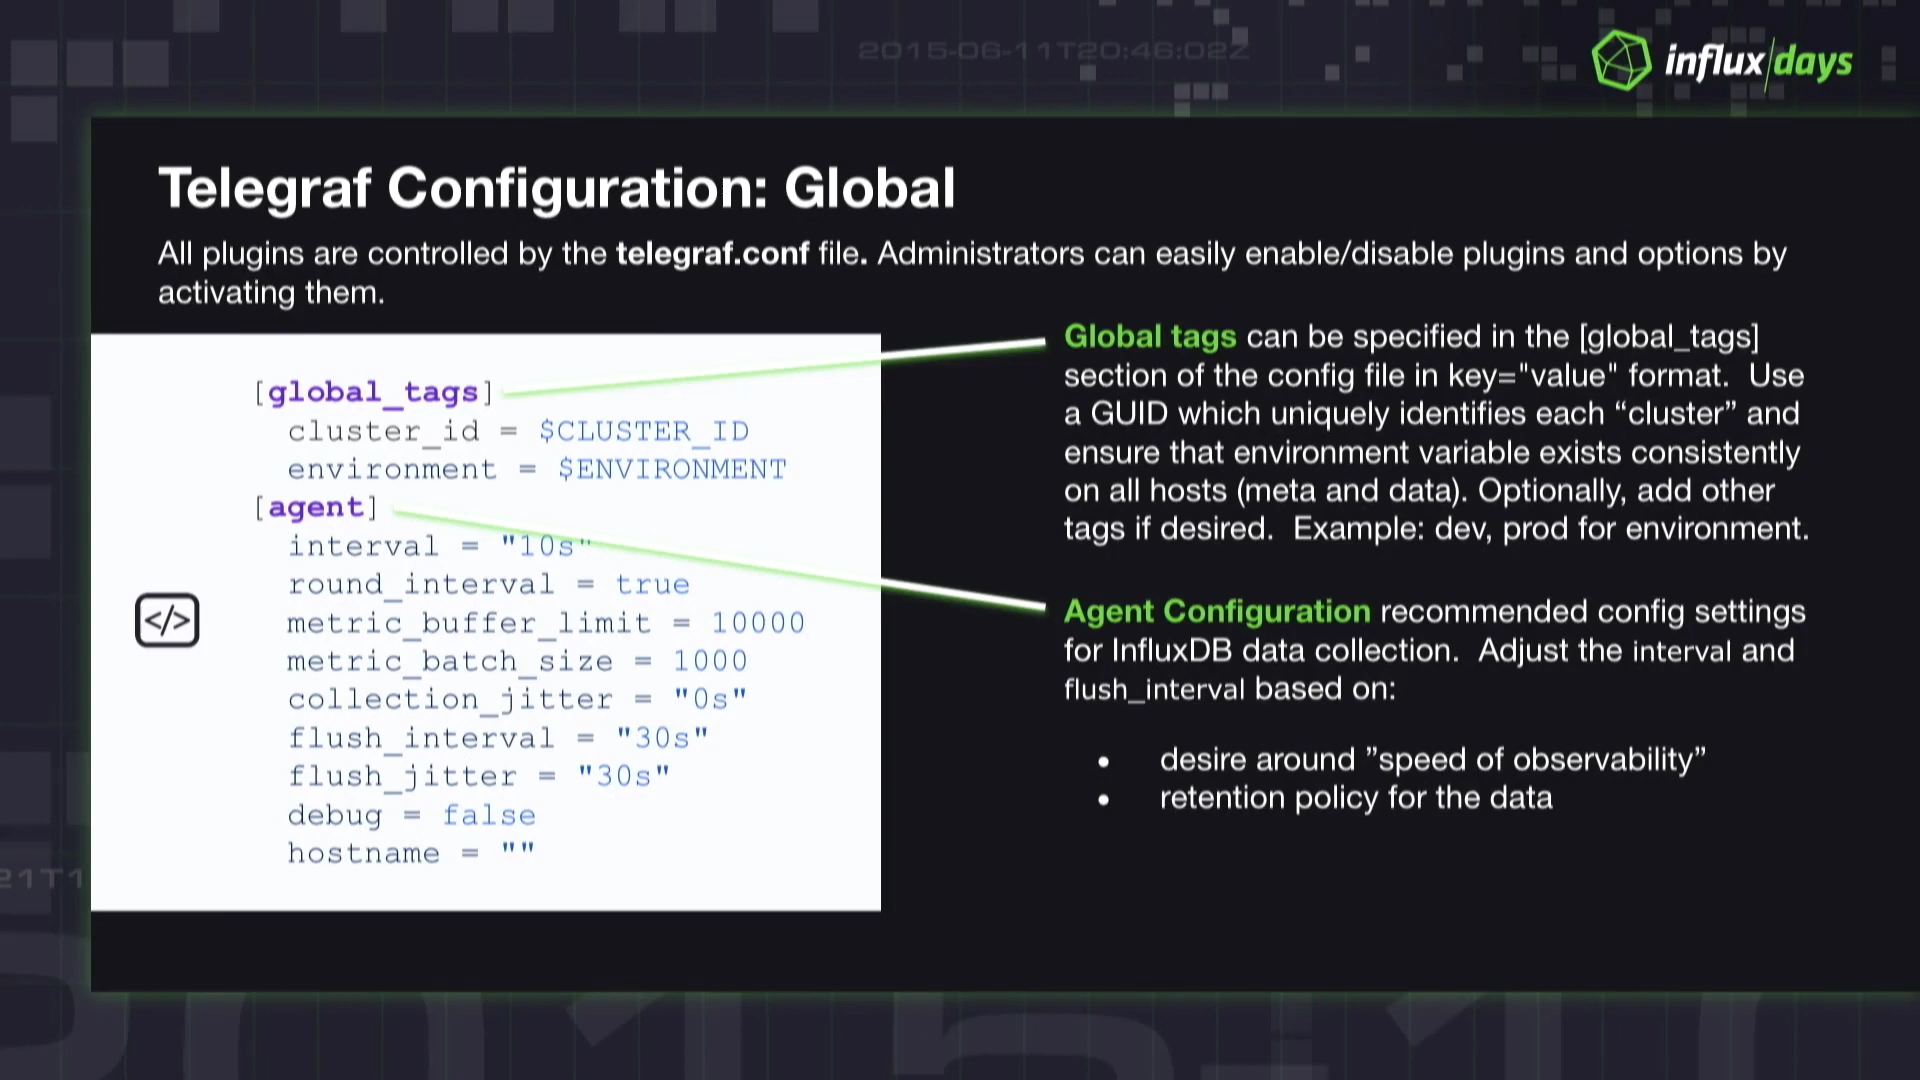 2015-06-11T20:46:02Z
influx/days
Telegraf Configuration: Global
All plugins are controlled by the telegraf.conf file. Administrators can easily enable/disable plugins and options by
activating them.
[global_tags]
cluster_id = $CLUSTER_ID
environment = $ENVIRONMENT
[agent]
interval = "10s"
round_interval = true
metric_buffer_limit = 10000
metric_batch_size = 1000
collection_jitter = "0s"
flush_interval = "30s"
flush_jitter = "30s"
debug = false
hostname = ""
</>
Global tags can be specified in the [global_tags]
section of the config file in key="value" format. Use
a GUID which uniquely identifies each “cluster” and
ensure that environment variable exists consistently
on all hosts (meta and data). Optionally, add other
tags if desired. Example: dev, prod for environment.
Agent Configuration recommended config settings
for InfluxDB data collection. Adjust the interval and
flush_interval based on:
• desire around ”speed of observability”
• retention policy for the data
21T1